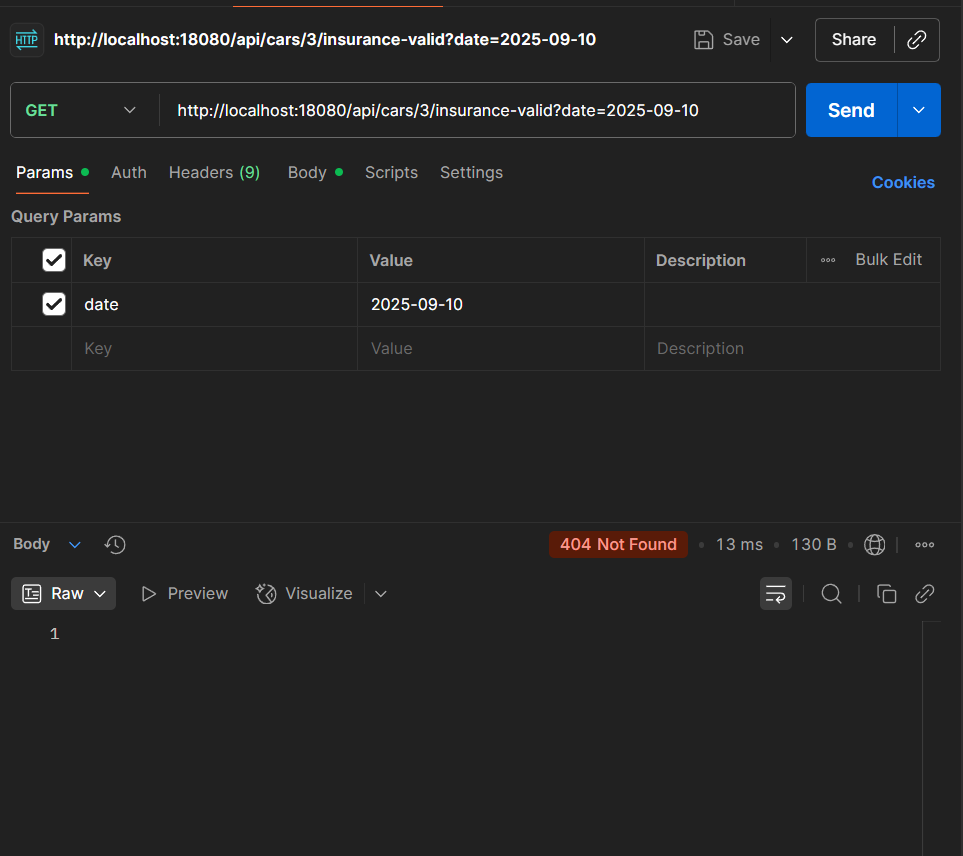 HTTP http://localhost:18080/api/cars/3/insurance-valid?date=2025-09-10 Save Share
GET http://localhost:18080/api/cars/3/insurance-valid?date=2025-09-10 Send
Params Auth Headers (9) Body Scripts Settings Cookies
Query Params
Key Value Description Bulk Edit
date 2025-09-10
Key Value Description
Body 404 Not Found 13 ms 130 B
Raw Preview Visualize
1